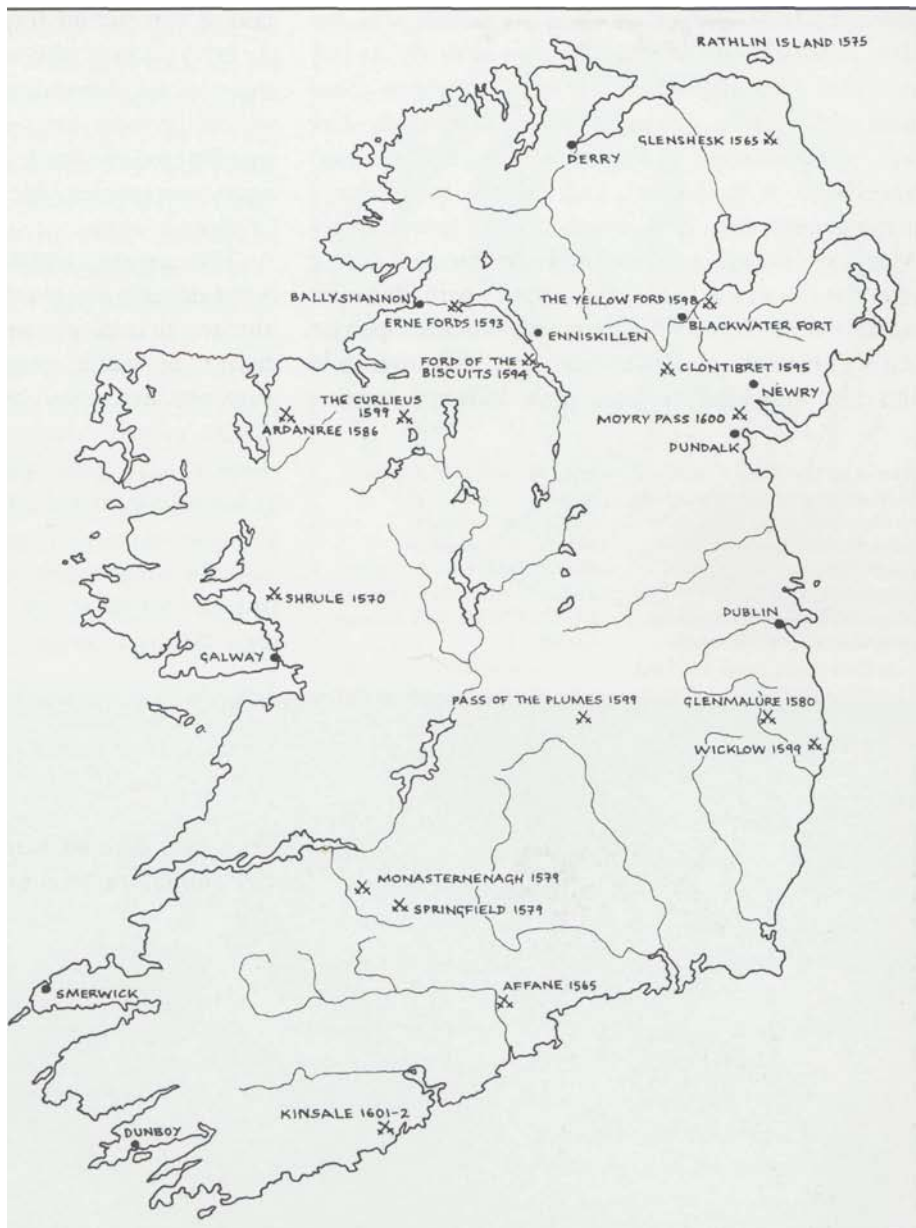 RATHLIN ISLAND 1575
GLENSHESK 1565
DERRY
BALLYSHANNON
ERNE FORDS 1593
THE YELLOW FORD 1598
BLACKWATER FORT
ENNISKILLEN
FORD OF THE
BISCUITS 1594
CLONTIBRET 1595
NEWRY
THE CURLIEUS
1599
ARDANREE 1586
MOYRY PASS 1600
DUNDALK
SHRULE 1570
DUBLIN
GALWAY
PASS OF THE PLUMES 1599
GLENMALURE 1580
WICKLOW 1599
MONASTERNENAGH 1579
SPRINGFIELD 1579
SMERWICK
AFFANE 1565
KINSALE 1601-2
DUNBOY